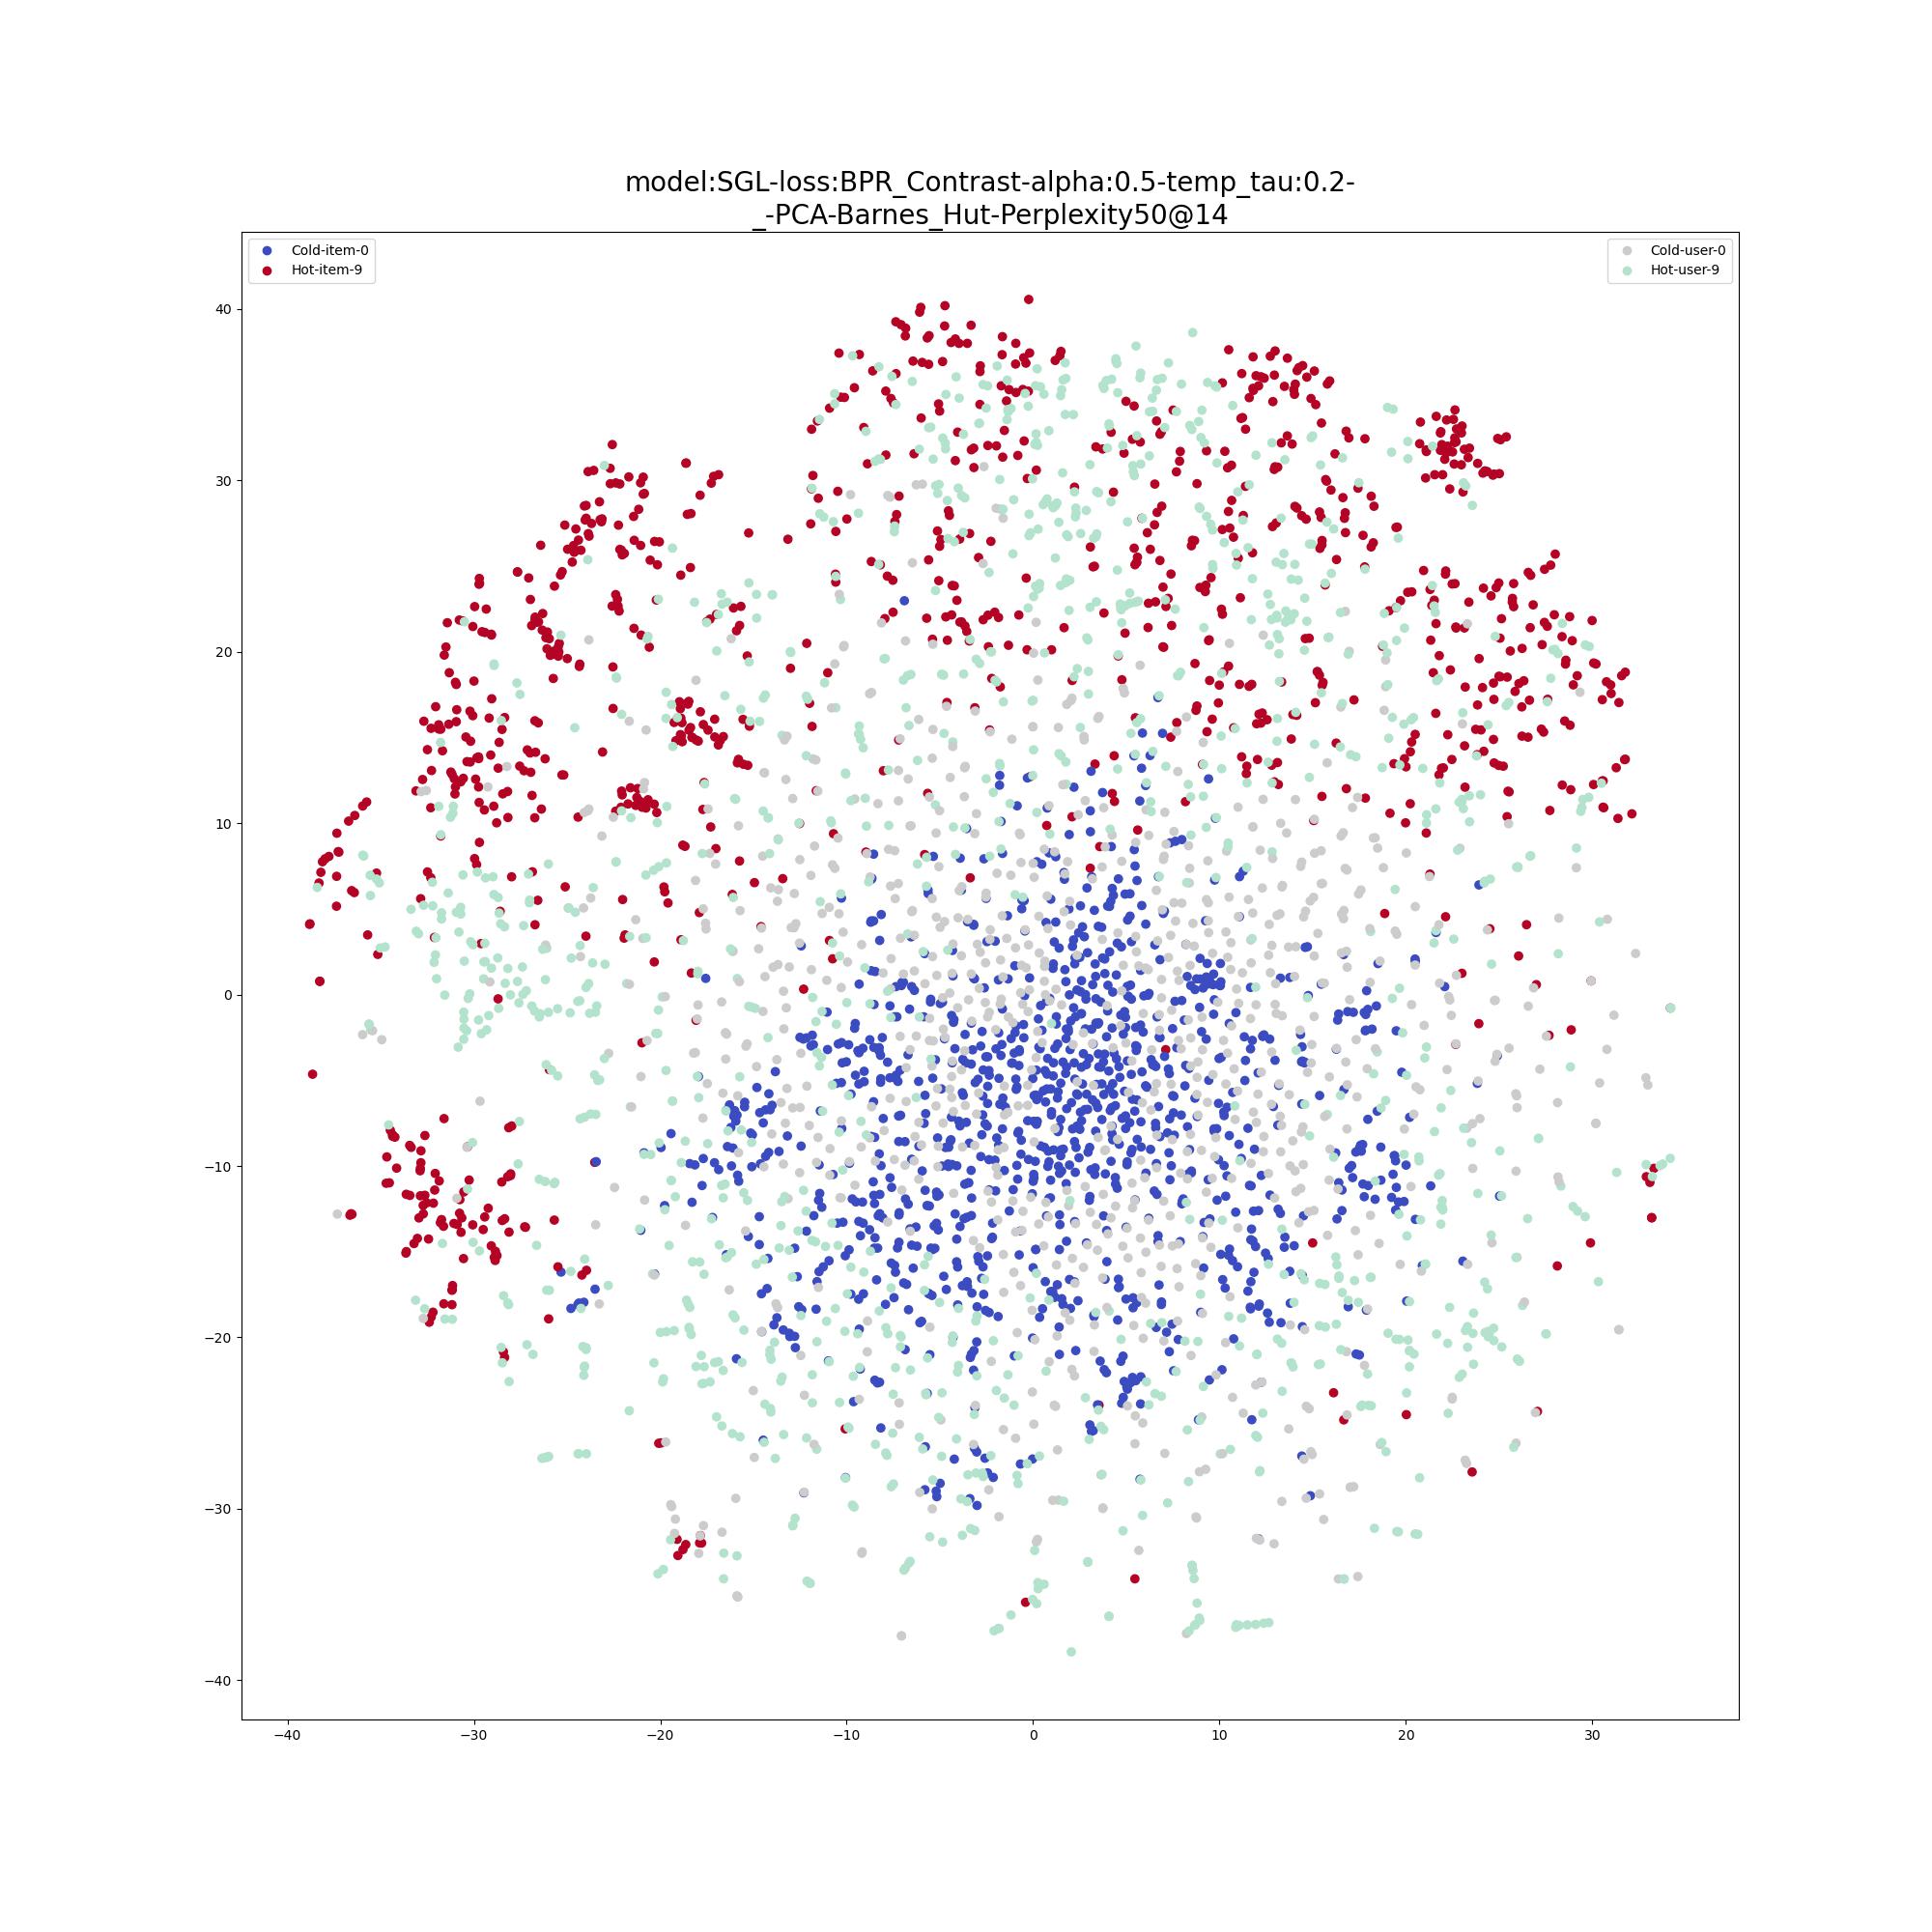 model:SGL-loss:BPR_Contrast-alpha:0.5-temp_tau:0.2-
_-PCA-Barnes_Hut-Perplexity50@14
Cold-item-0
Hot-item-9
Cold-user-0
Hot-user-9
40
30
20
10
0
−10
−20
−30
−40
−40
−30
−20
−10
0
10
20
30